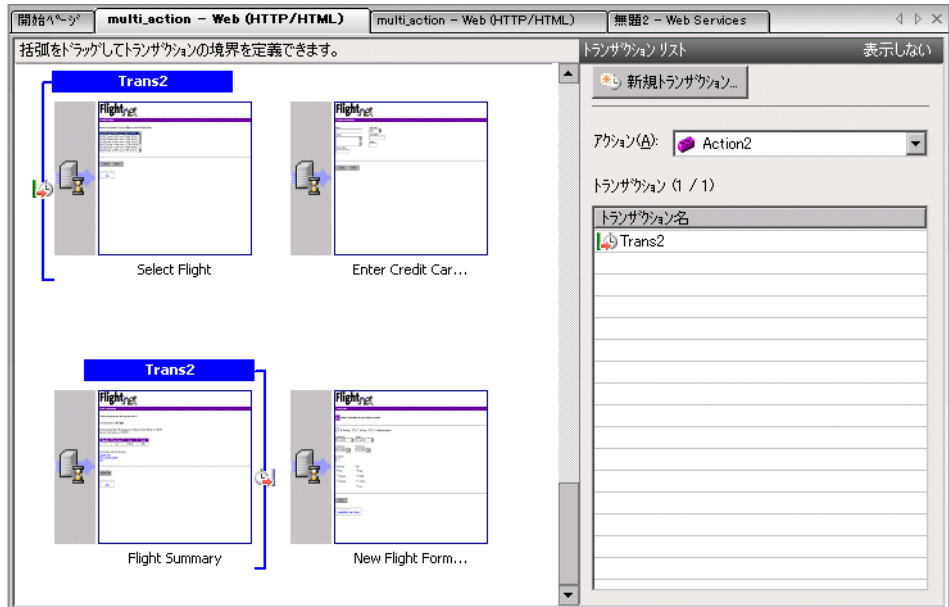 開始ページ
multi_action - Web (HTTP/HTML)
multi_action - Web (HTTP/HTML)
無題2 - Web Services
括弧をドラッグしてトランザクションの境界を定義できます。
トランザクション リスト
表示しない
Trans2
Flightnet
Select Flight
Flightnet
Enter Credit Car...
Trans2
Flightnet
Flight Summary
Flightnet
New Flight Form...
新規トランザクション...
アクション(A):
Action2
トランザクション (1 / 1)
トランザクション名
Trans2